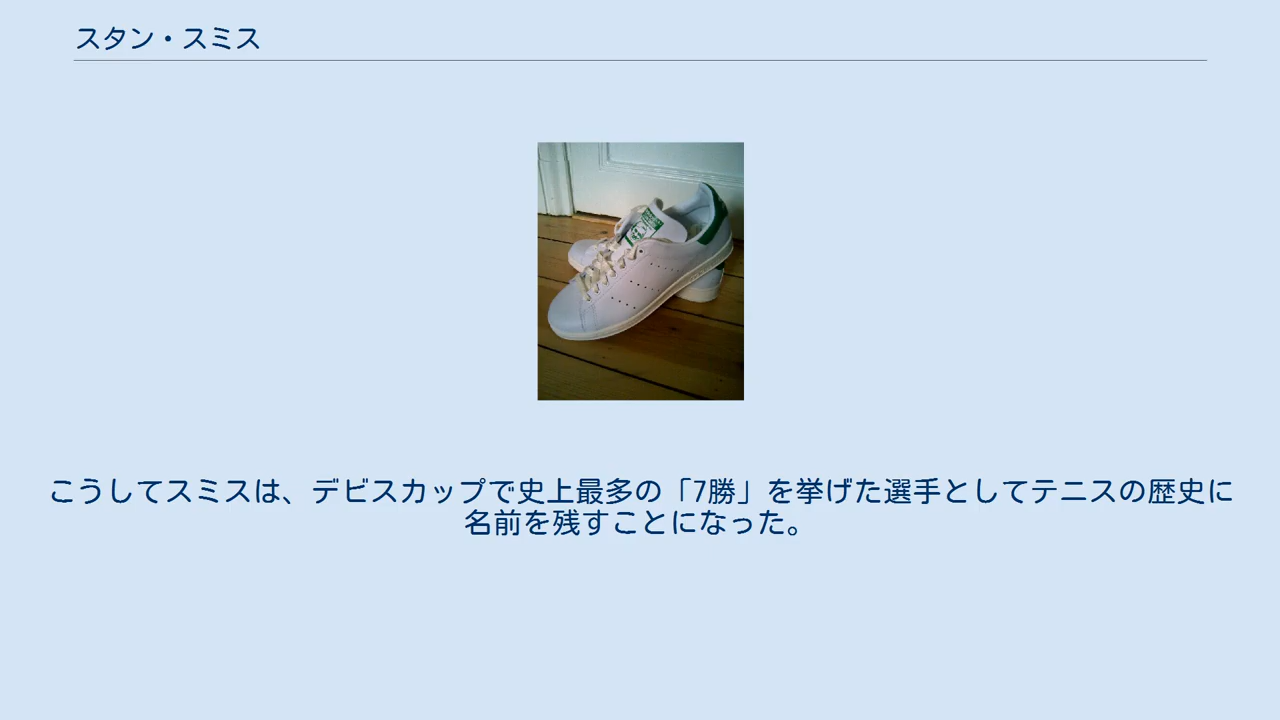 スタン・スミス
こうしてスミスは、デビスカップで史上最多の「7勝」を挙げた選手としてテニスの歴史に
名前を残すことになった。